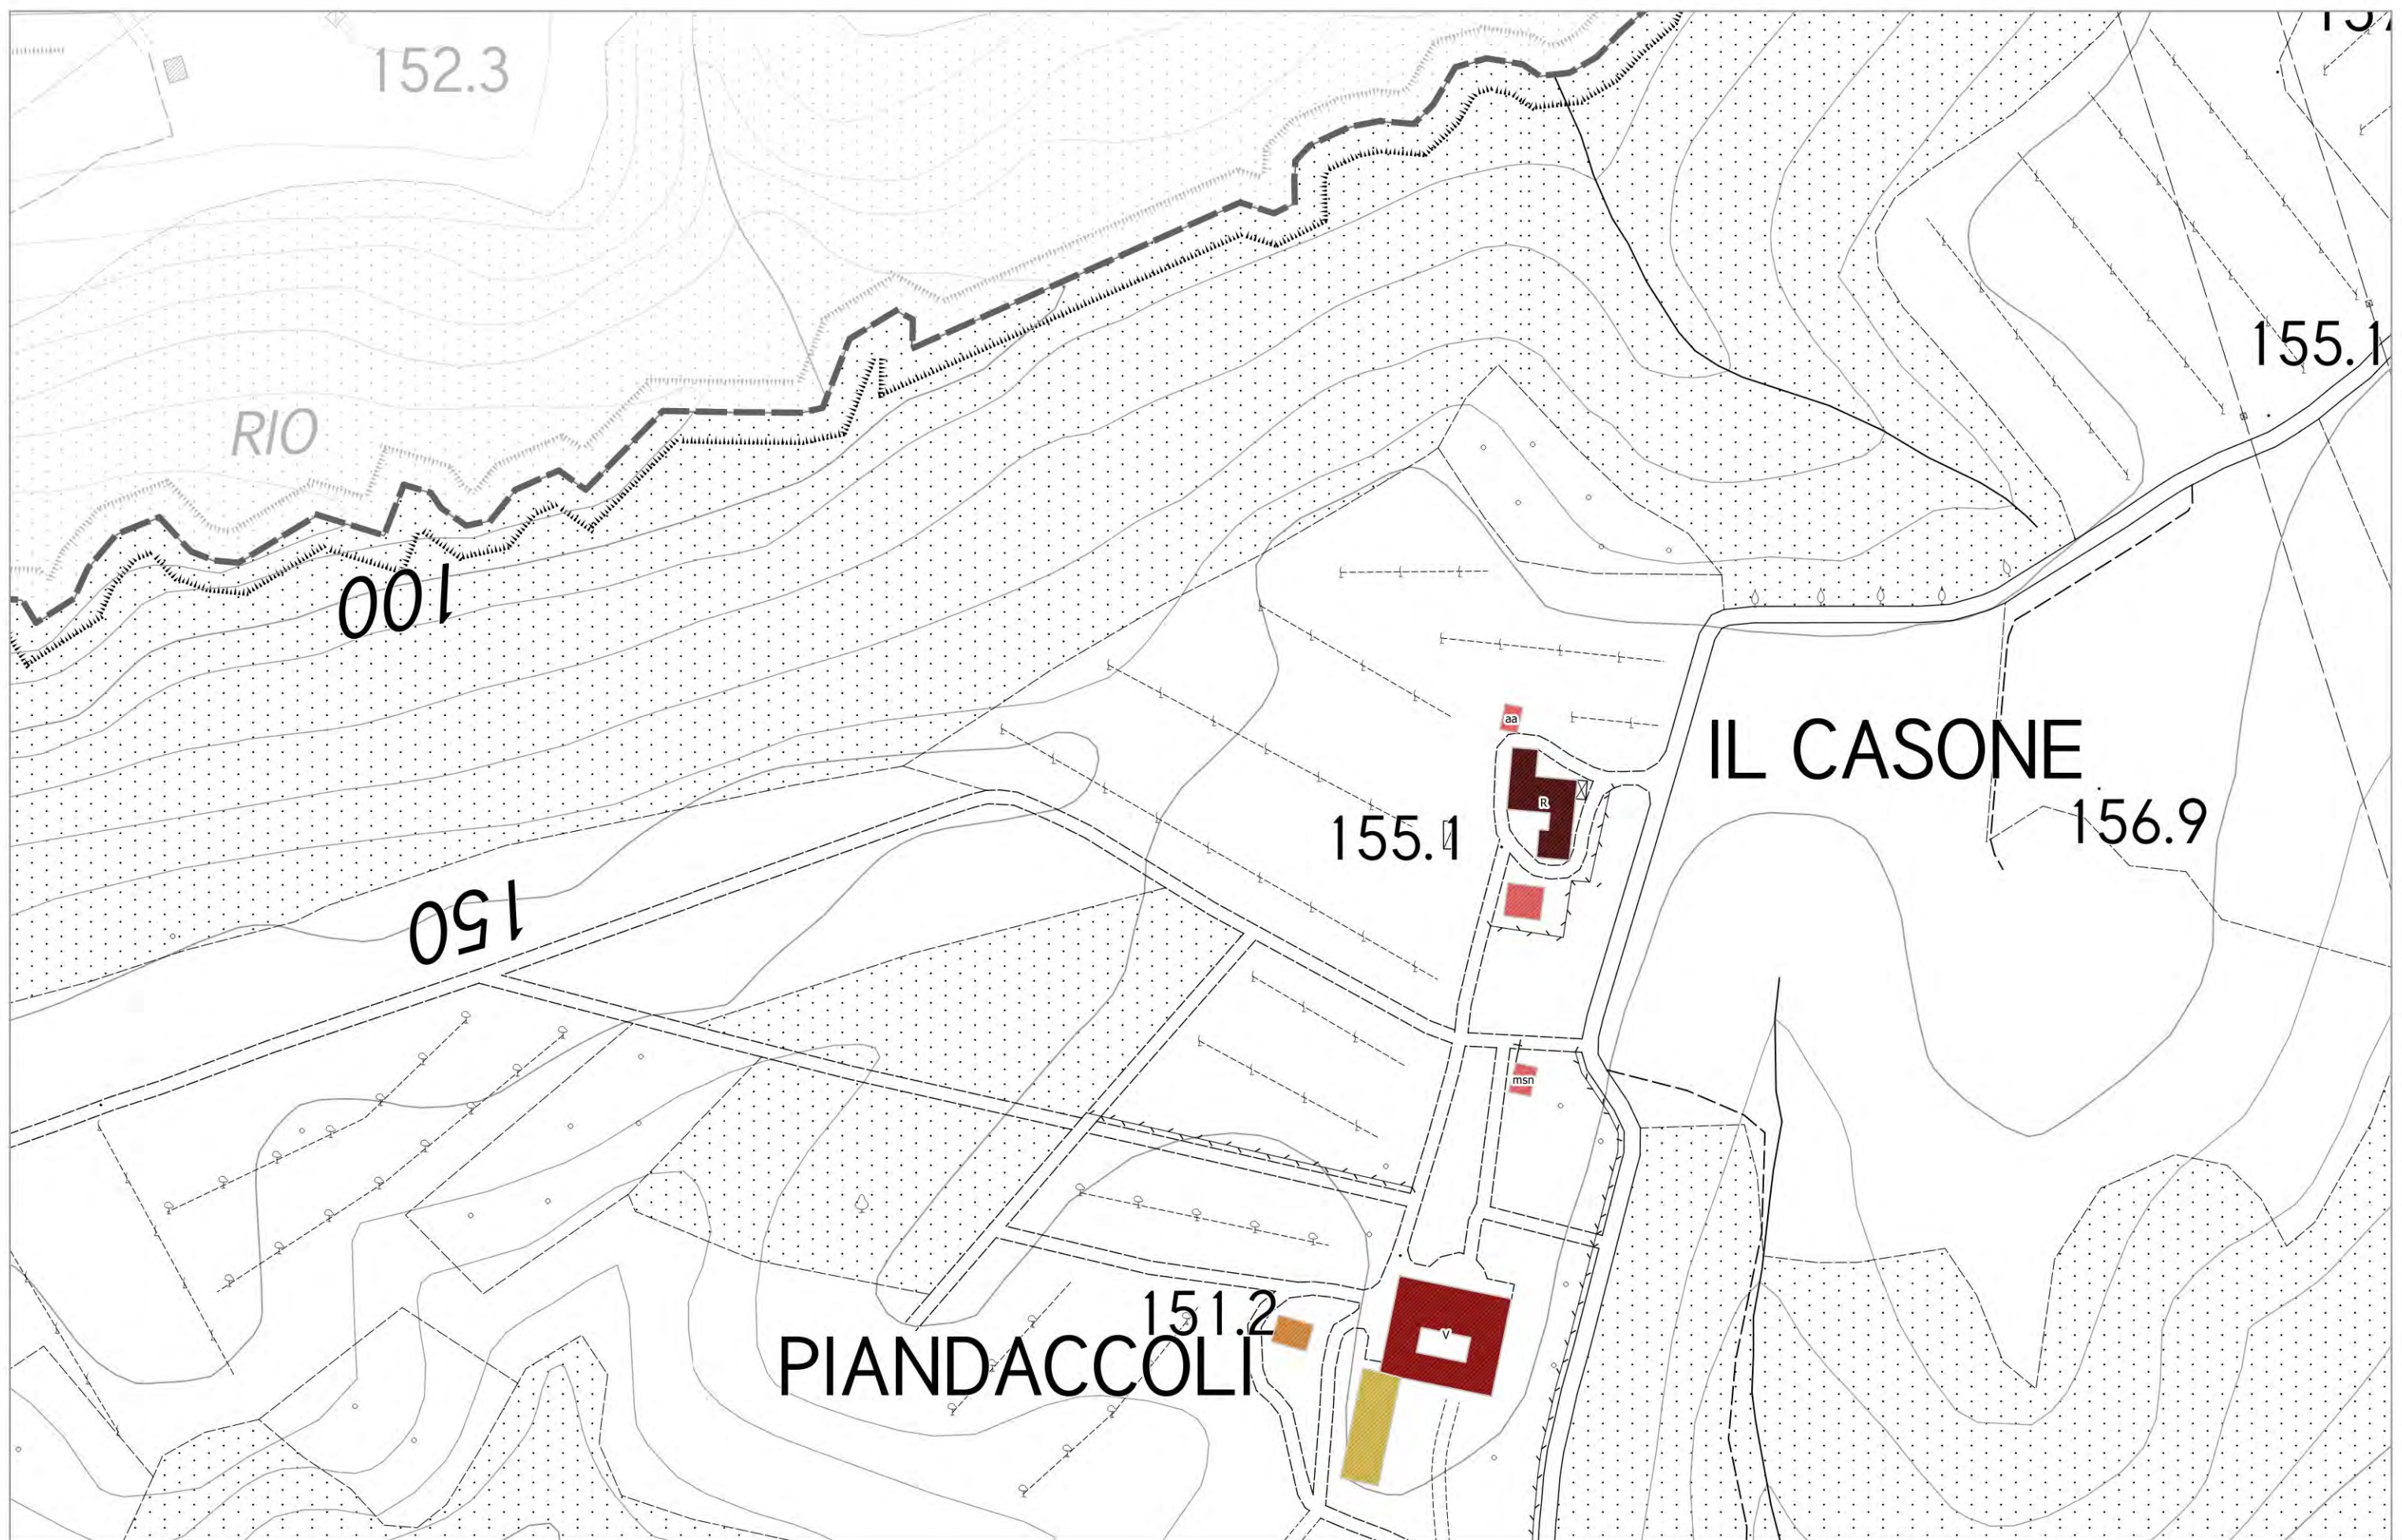 152.3
155.1
RIO
100
aa
IL CASONE
R
156.9
155.1
150
msn
151.2
V
PIANDACCOLI